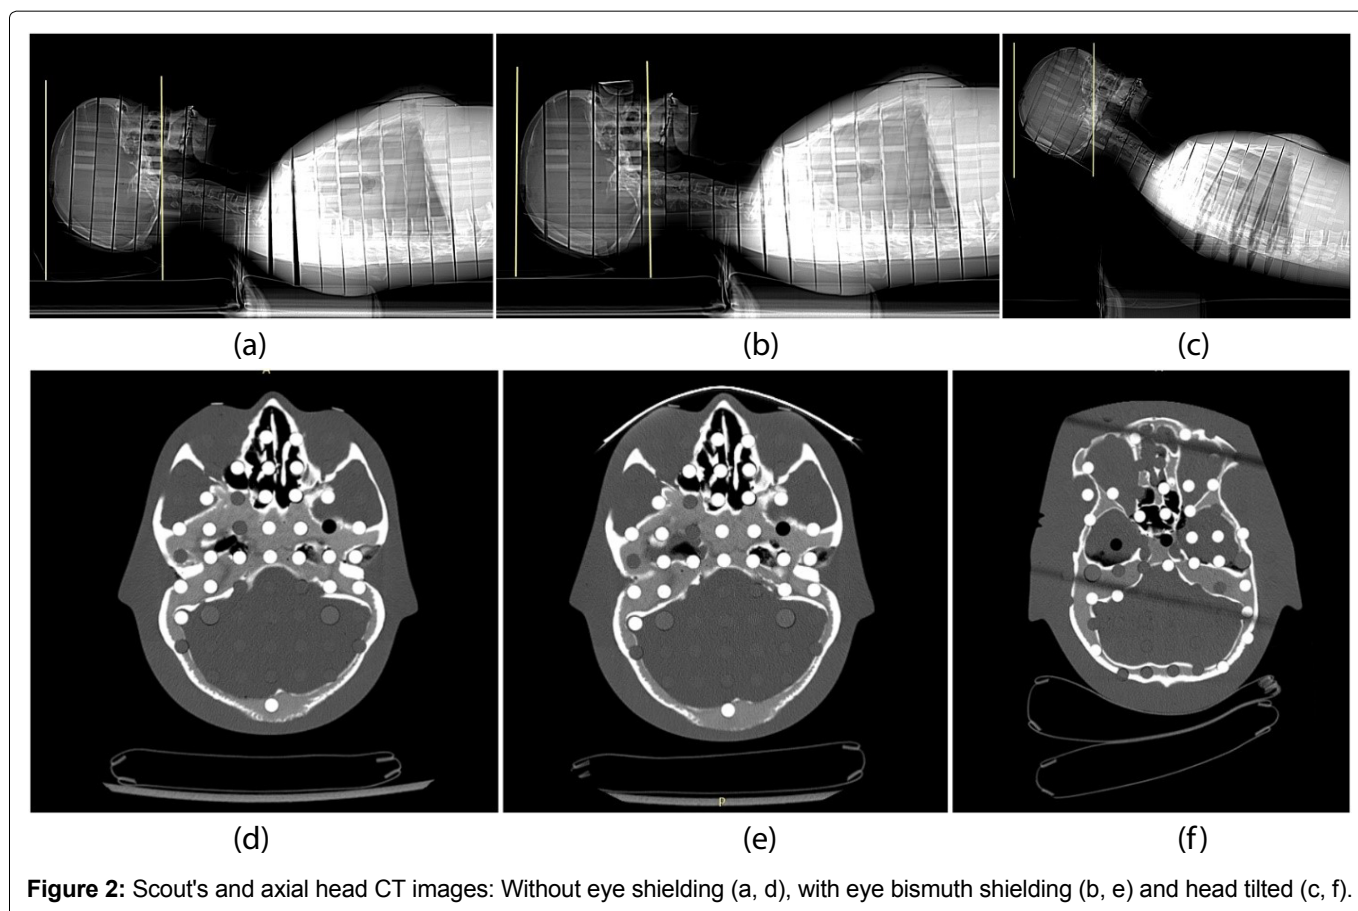 (a)
(b)
(c)
(d)
p
(e)
(f)
Figure 2: Scout's and axial head CT images: Without eye shielding (a, d), with eye bismuth shielding (b, e) and head tilted (c, f).